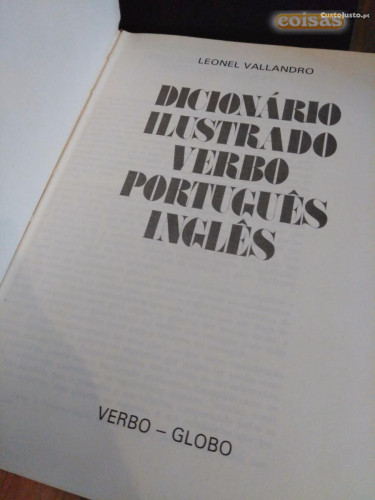 coisas
CustoJusto.pt
LEONEL VALLANDRO
DICIONÁRIO
ILUSTRADO
VERBO
PORTUGUÊS
INGLÊS
VERBO – GLOBO